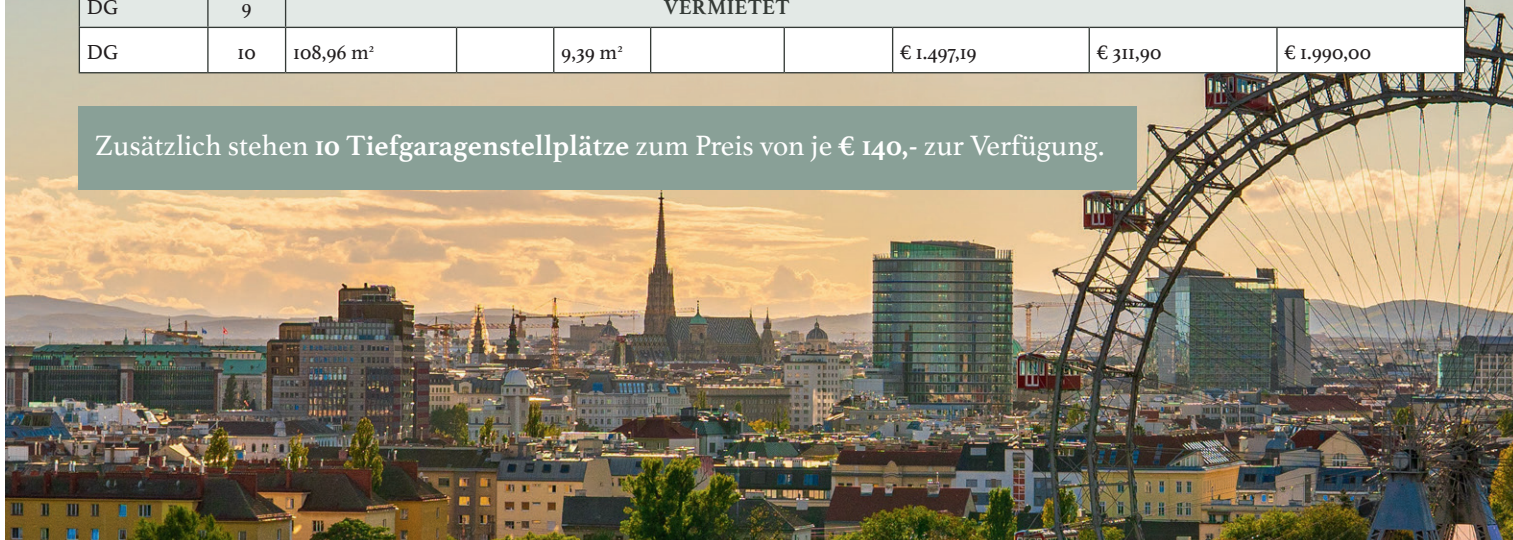 DG 9 VERMIETET
DG 10 108,96 m² 9,39 m² € 1.497,19 € 311,90 € 1.990,00
Zusätzlich stehen 10 Tiefgaragenstellplätze zum Preis von je € 140,- zur Verfügung.